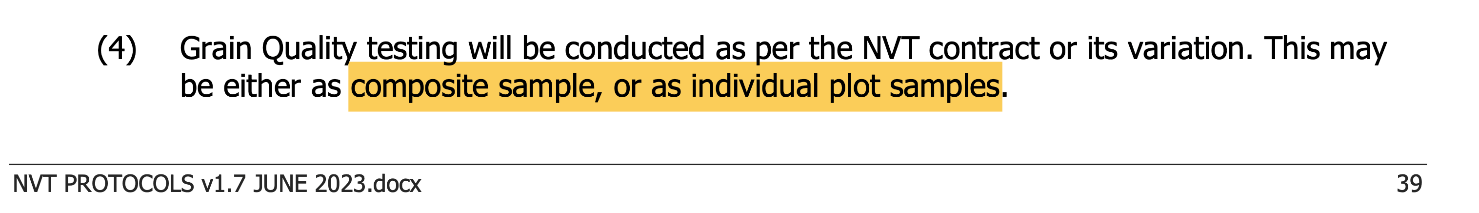 (4) Grain Quality testing will be conducted as per the NVT contract or its variation. This may
be either as composite sample, or as individual plot samples.
NVT PROTOCOLS v1.7 JUNE 2023.docx 39